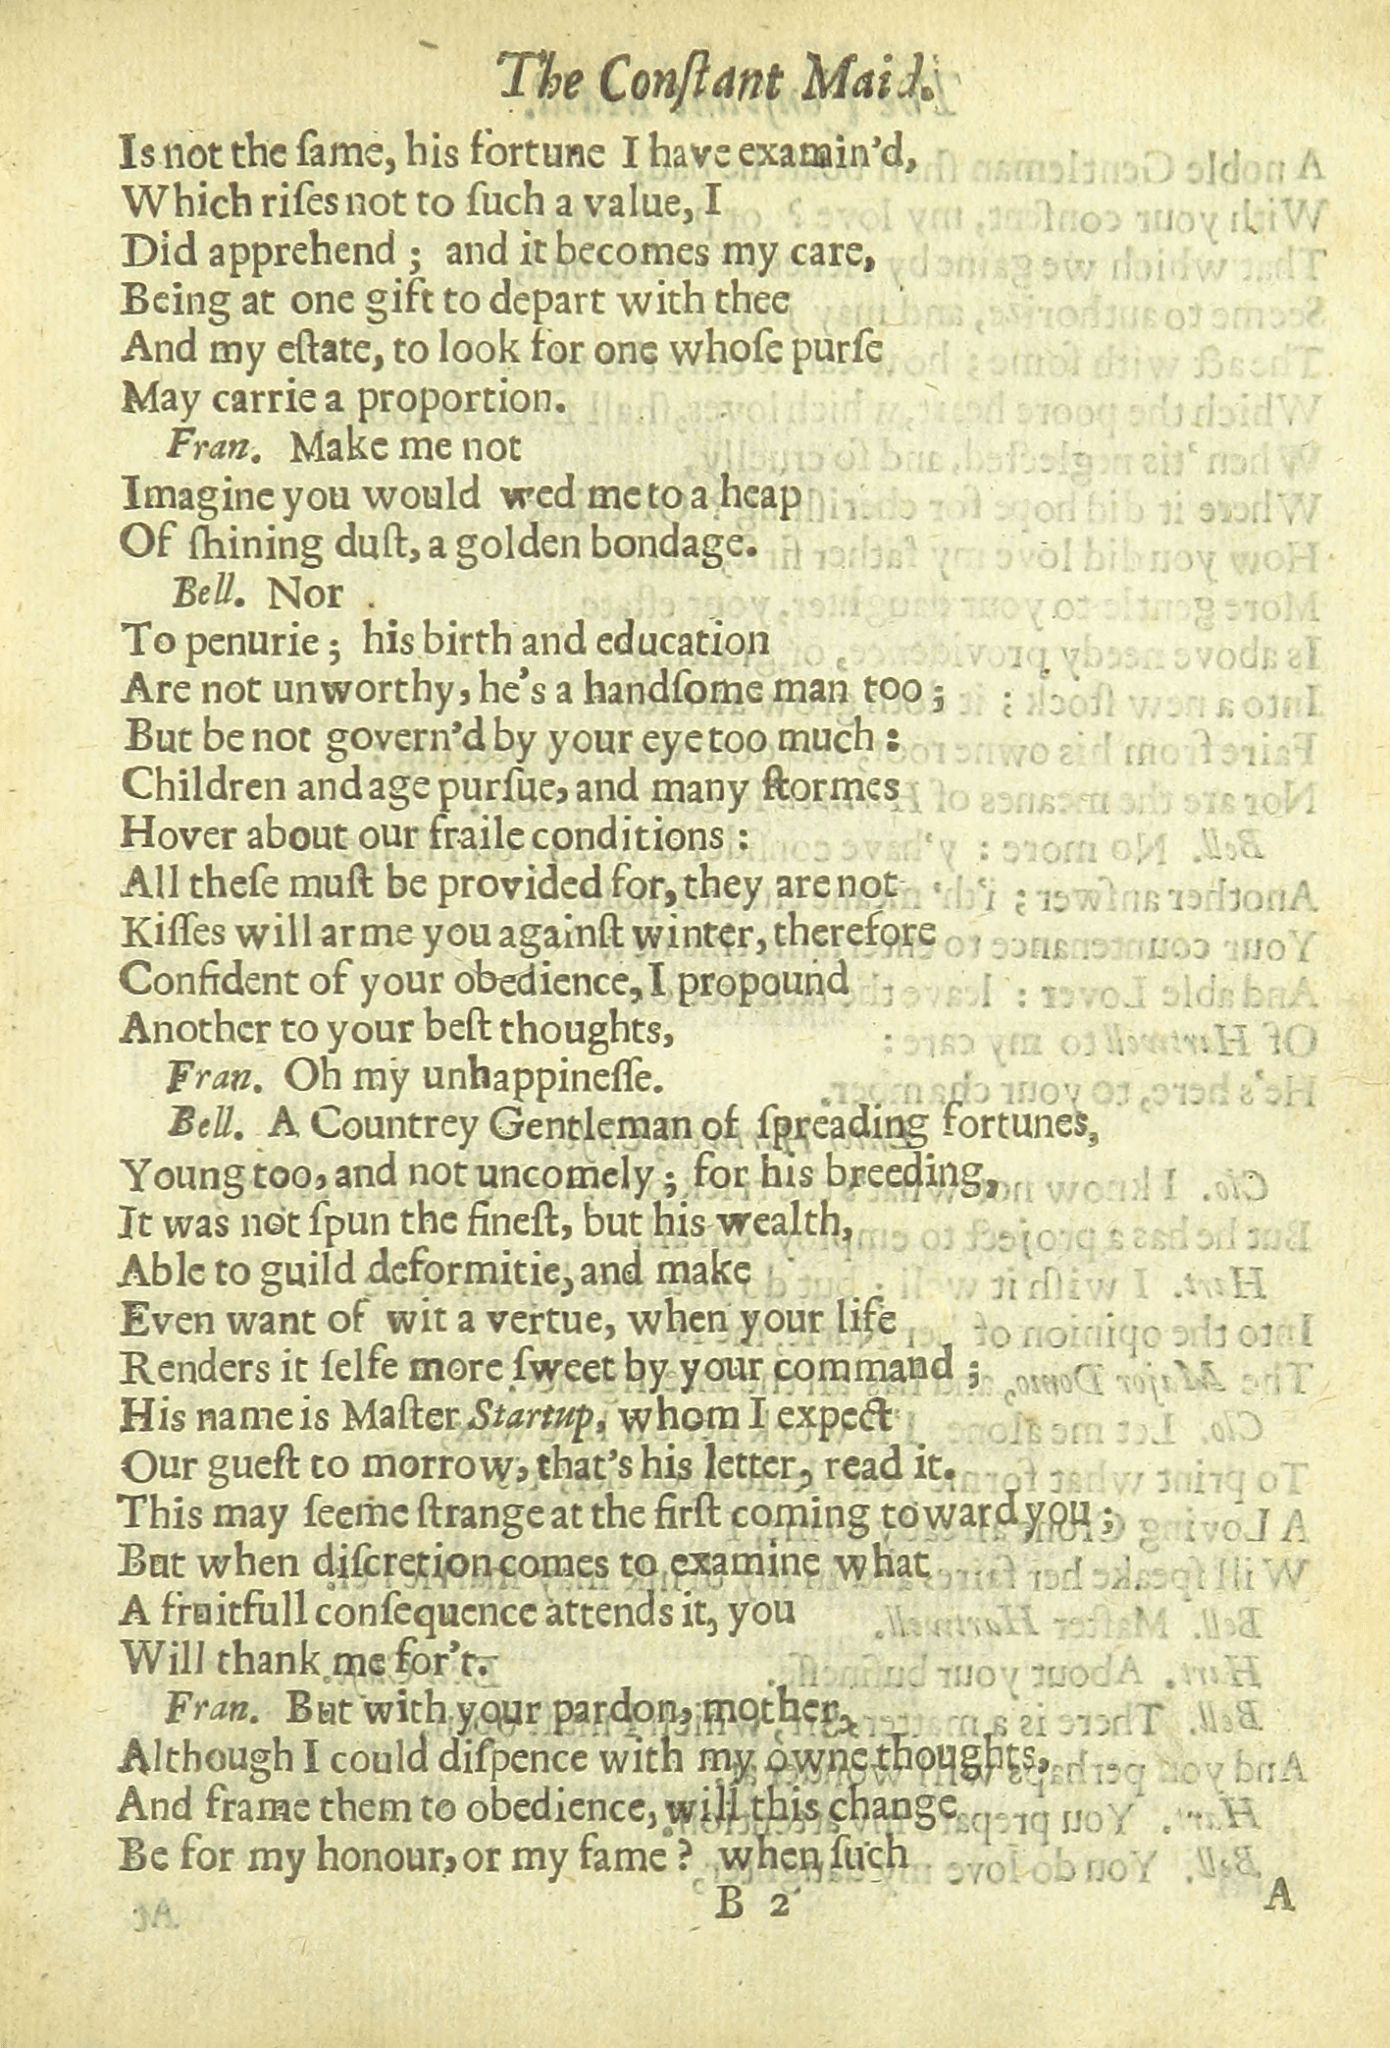 The Conſtant Maid.
Is not the ſame, his fortune I have examin'd,
Which riſes not to ſuch a value, I
Did apprehend ; and it becomes my care,
Being at one gift to depart with thee
And my eſtate, to look for one whoſe purſe
May carrie a proportion.
Fran. Make me not
Imagine you would wed me to a heap
Of ſhining duſt, a golden bondage.
Bell. Nor
To penurie ; his birth and education
Are not unworthy, he's a handſome man too ;
But be not govern'd by your eye too much :
Children and age purſue, and many ſtormes
Hover about our fraile conditions :
All theſe muſt be provided for, they are not
Kiſſes will arme you againſt winter, therefore
Confident of your obedience, I propound
Another to your beſt thoughts,
Fran. Oh my unhappineſſe.
Bell. A Countrey Gentleman of ſpreading fortunes,
Young too, and not uncomely ; for his breeding,
It was not ſpun the fineſt, but his wealth,
Able to guild deformitie, and make
Even want of wit a vertue, when your life
Renders it ſelfe more ſweet by your command ;
His name is Maſter Startup, whom I expect
Our gueſt to morrow, that's his letter, read it.
This may ſeeme ſtrange at the firſt coming toward you ;
But when diſcretion comes to examine what
A fruitfull conſequence attends it, you
Will thank me for't.
Fran. But with your pardon, mother,
Although I could diſpence with my owne thoughts,
And frame them to obedience, will this change
Be for my honour, or my fame ? when ſuch
B 2 A